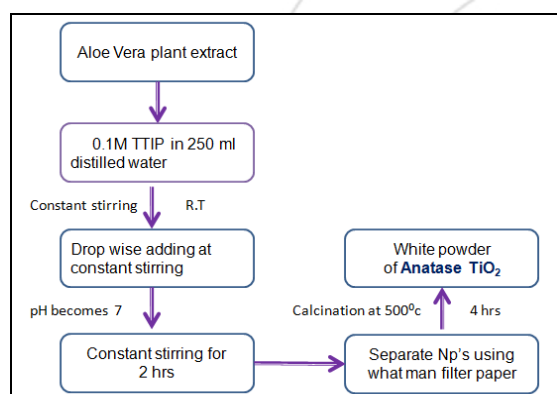 Aloe Vera plant extract
0.1M TTIP in 250 ml
distilled water
Constant stirring R.T
Drop wise adding at
constant stirring
pH becomes 7
Constant stirring for
2 hrs
Separate Np's using
what man filter paper
Calcination at 500⁰c 4 hrs
White powder
of Anatase TiO₂